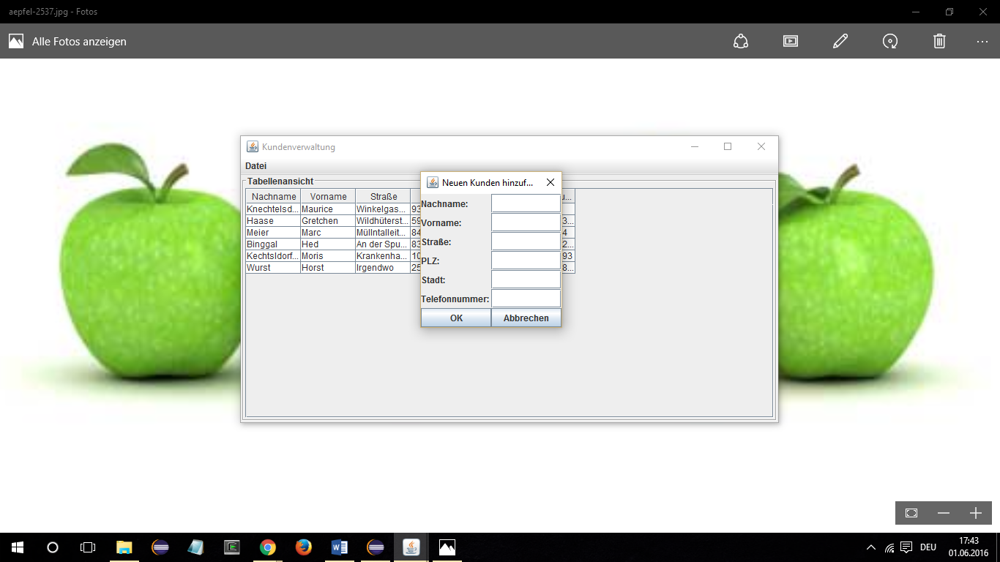 aepfel-2537.jpg - Fotos
Alle Fotos anzeigen
Kundenverwaltung
Datei
Tabellenansicht
Nachname Vorname Straße u...
Knechtelsd... Maurice Winkelgas... 93
Haase Gretchen Wildhüterst... 59 3...
Meier Marc Müllntalleit... 84 4
Binggal Hed An der Spu... 83 2...
Kechtsldorf... Moris Krankenha... 10 93
Wurst Horst Irgendwo 25 8...
Neuen Kunden hinzuf...
Nachname:
Vorname:
Straße:
PLZ:
Stadt:
Telefonnummer:
OK Abbrechen
DEU
17:43
01.06.2016